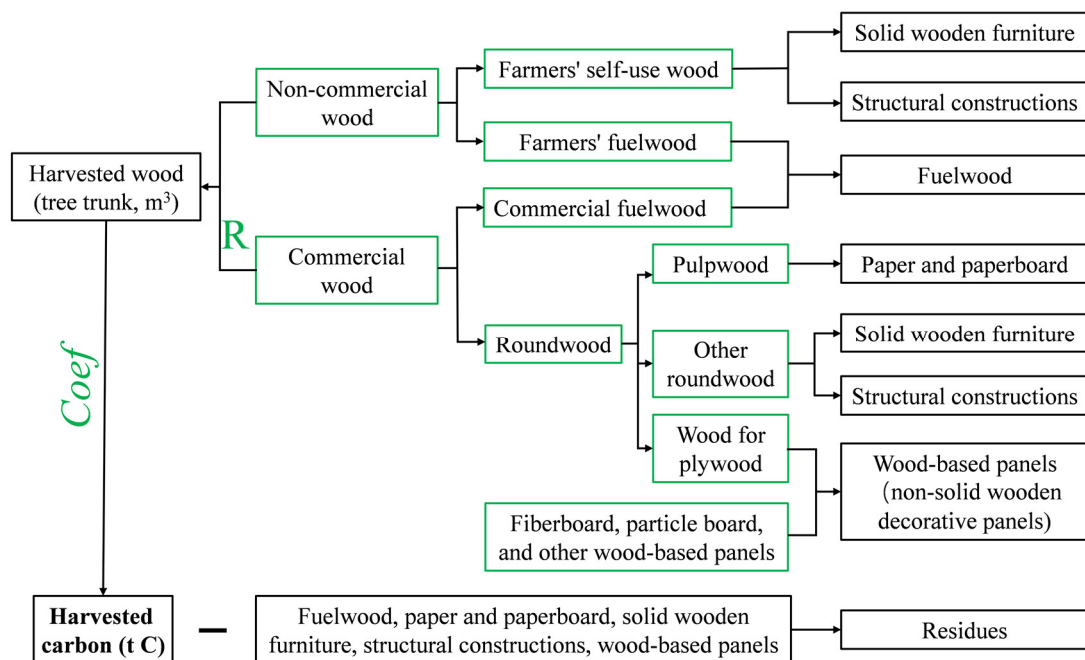 Solid wooden furniture
Farmers' self-use wood
Non-commercial
wood
Structural constructions
Farmers' fuelwood
Harvested wood
(tree trunk, m³)
Fuelwood
Commercial fuelwood
R
Commercial
wood
Pulpwood
Paper and paperboard
Roundwood
Other
roundwood
Solid wooden furniture
Structural constructions
Coef
Wood for
plywood
Wood-based panels
(non-solid wooden
decorative panels)
Fiberboard, particle board,
and other wood-based panels
Harvested
carbon (t C)
–
Fuelwood, paper and paperboard, solid wooden
furniture, structural constructions, wood-based panels
Residues